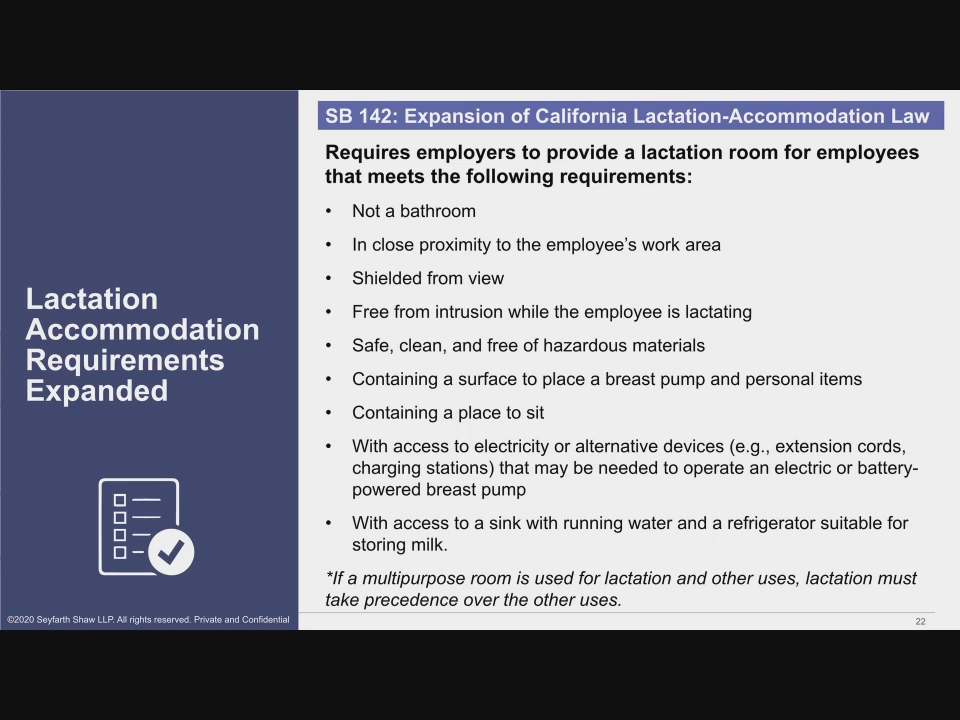 SB 142: Expansion of California Lactation-Accommodation Law
Requires employers to provide a lactation room for employees
that meets the following requirements:
• Not a bathroom
• In close proximity to the employee’s work area
• Shielded from view
• Free from intrusion while the employee is lactating
• Safe, clean, and free of hazardous materials
• Containing a surface to place a breast pump and personal items
• Containing a place to sit
• With access to electricity or alternative devices (e.g., extension cords,
charging stations) that may be needed to operate an electric or battery-
powered breast pump
• With access to a sink with running water and a refrigerator suitable for
storing milk.
*If a multipurpose room is used for lactation and other uses, lactation must
take precedence over the other uses.
Lactation
Accommodation
Requirements
Expanded
©2020 Seyfarth Shaw LLP. All rights reserved. Private and Confidential
22